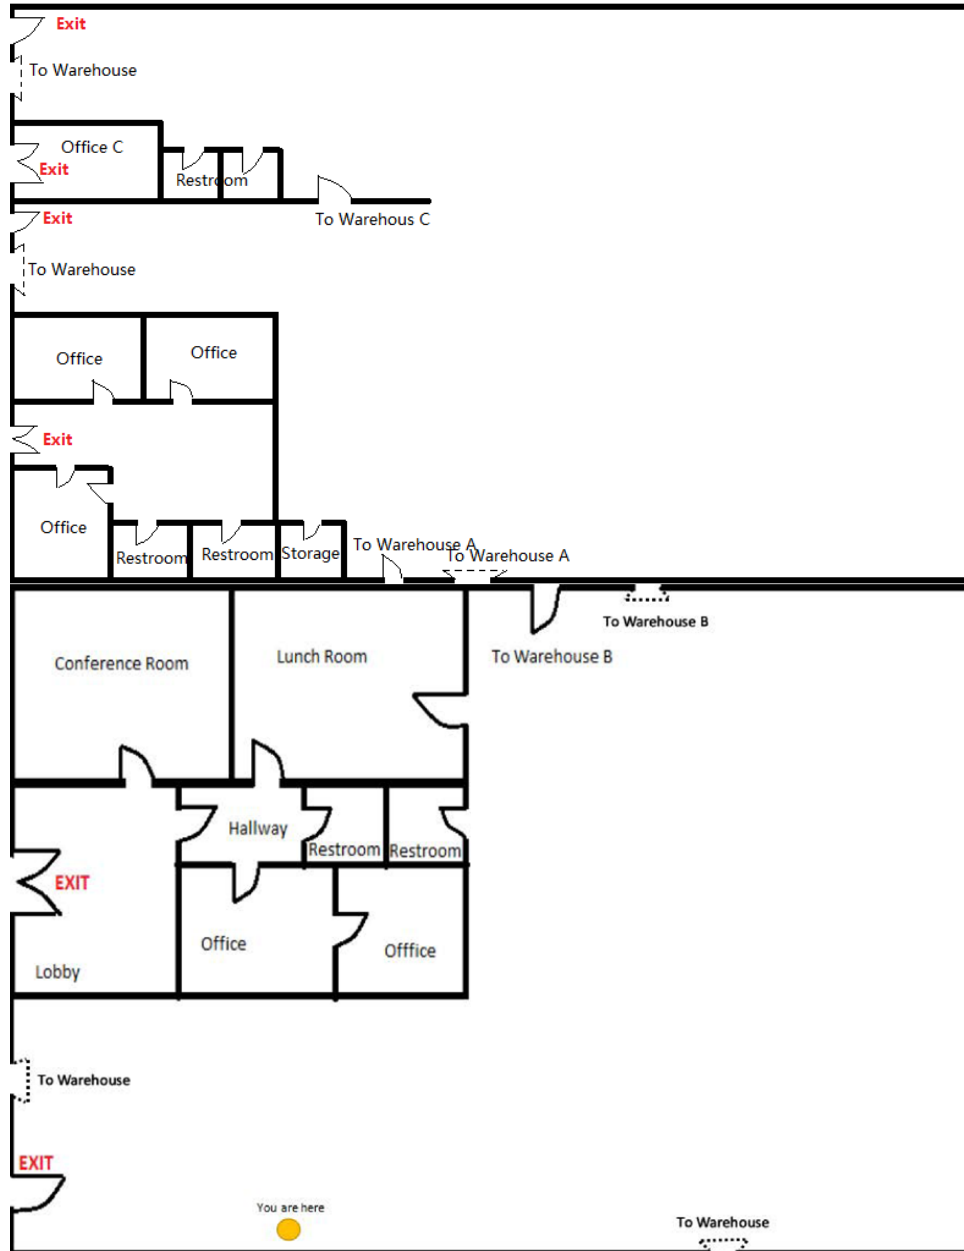 Exit
To Warehouse
Office C
Exit
Restroom
Exit
To Warehous C
To Warehouse
Office
Office
Exit
Office
Restroom
Restroom
Storage
To Warehouse A
To Warehouse A
To Warehouse B
To Warehouse B
Conference Room
Lunch Room
Hallway
Restroom
Restroom
EXIT
Office
Offfice
Lobby
To Warehouse
EXIT
You are here
To Warehouse